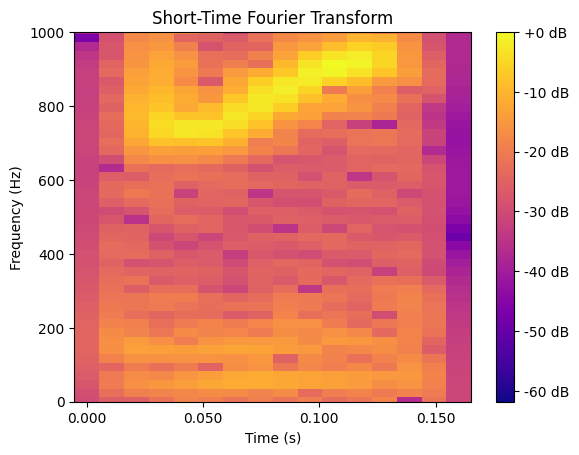 Short-Time Fourier Transform
1000
800
600
400
200
0
Frequency (Hz)
0.000
0.050
0.100
0.150
Time (s)
+0 dB
-10 dB
-20 dB
-30 dB
-40 dB
-50 dB
-60 dB